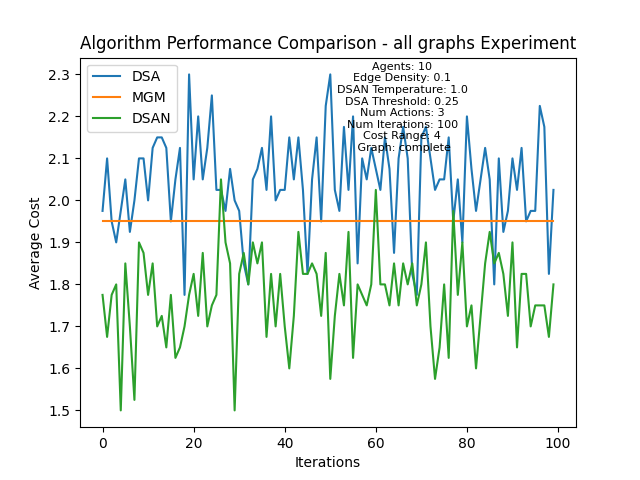 Algorithm Performance Comparison - all graphs Experiment
DSA
MGM
DSAN
Agents: 10
Edge Density: 0.1
DSAN Temperature: 1.0
DSA Threshold: 0.25
Num Actions: 3
Num Iterations: 100
Cost Range: 4
Graph: complete
Average Cost
2.3
2.2
2.1
2.0
1.9
1.8
1.7
1.6
1.5
0 20 40 60 80 100
Iterations